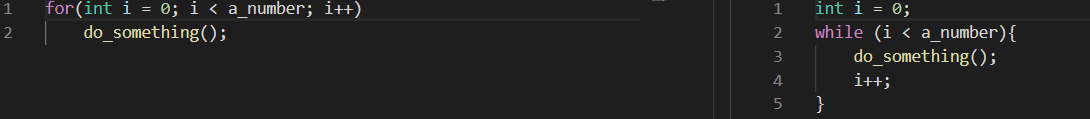 1 for(int i = 0; i < a_number; i++)
2     do_something();
1 int i = 0;
2 while (i < a_number){
3     do_something();
4     i++;
5 }